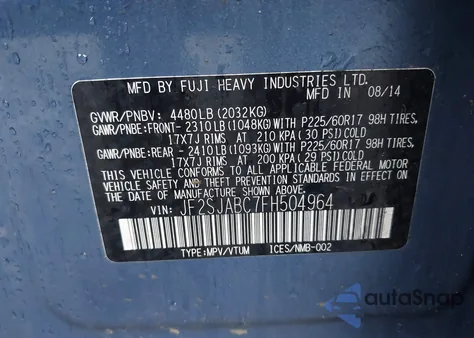 MFD BY FUJI HEAVY INDUSTRIES LTD.
DATE IN 08/14
GVWR/PNBV: 4480LB (2032KG)
GAWR/PNBE:FRONT- 2310LB(1048KG)WITH P225/60R17 98H TIRES,
17X7J RIMS, AT 210 KPA( 30 PSI)COLD
GAWR/PNBE:REAR - 2410LB(1093KG)WITH P225/60R17 98H TIRES,
17X7J RIMS, AT 200 KPA( 29 PSI)COLD
THIS VEHICLE CONFORMS TO ALL APPLICABLE FEDERAL MOTOR
VEHICLE SAFETY AND THEFT PREVENTION STANDARDS IN EFFECT ON
THE DATE OF MANUFACTURE SHOWN ABOVE.
VIN: JF2SJABC7FH504964
TYPE:MPV/VTUM ICES/NMB-002
autoSnap